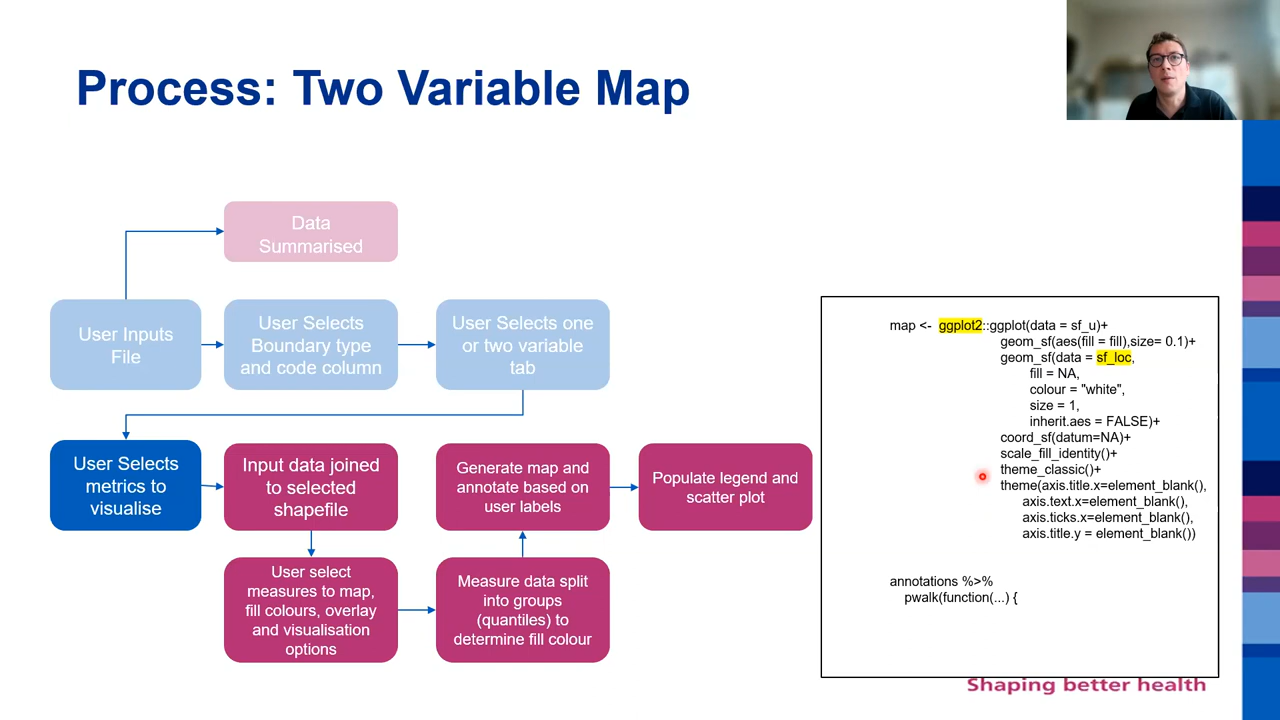 Process: Two Variable Map
Data
Summarised
User Inputs
File
User Selects
Boundary type
and code column
User Selects one
or two variable
tab
User Selects
metrics to
visualise
Input data joined
to selected
shapefile
Generate map and
annotate based on
user labels
Populate legend and
scatter plot
User select
measures to map,
fill colours, overlay
and visualisation
options
Measure data split
into groups
(quantiles) to
determine fill colour
map <- ggplot2::ggplot(data = sf_u)+
geom_sf(aes(fill = fill),size= 0.1)+
geom_sf(data = sf_loc,
fill = NA,
colour = "white",
size = 1,
inherit.aes = FALSE)+
coord_sf(datum=NA)+
scale_fill_identity()+
theme_classic()+
theme(axis.title.x=element_blank(),
axis.text.x=element_blank(),
axis.ticks.x=element_blank(),
axis.title.y = element_blank())
annotations %>%
pwalk(function(...) {
Shaping better health